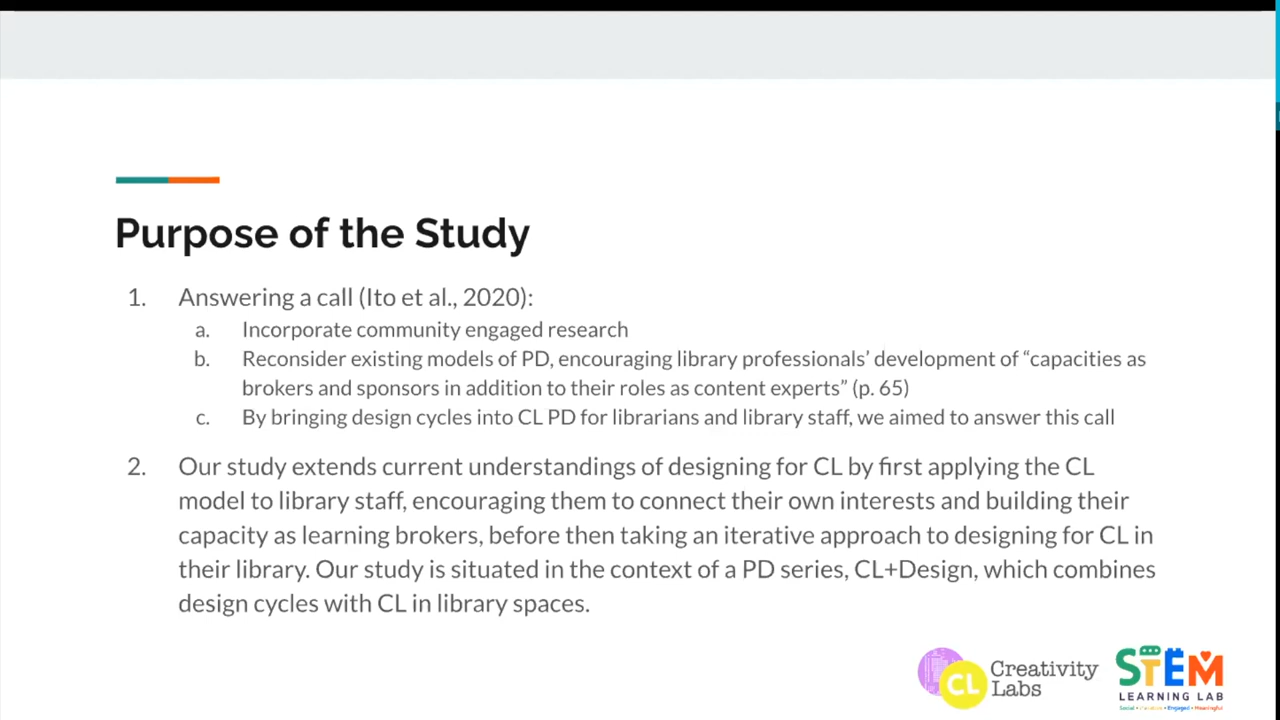 Purpose of the Study
1. Answering a call (Ito et al., 2020):
a. Incorporate community engaged research
b. Reconsider existing models of PD, encouraging library professionals’ development of “capacities as
brokers and sponsors in addition to their roles as content experts” (p. 65)
c. By bringing design cycles into CL PD for librarians and library staff, we aimed to answer this call
2. Our study extends current understandings of designing for CL by first applying the CL
model to library staff, encouraging them to connect their own interests and building their
capacity as learning brokers, before then taking an iterative approach to designing for CL in
their library. Our study is situated in the context of a PD series, CL+Design, which combines
design cycles with CL in library spaces.
CL
Creativity
Labs
STEM
LEARNING LAB
Social • • Engaged • Meaningful